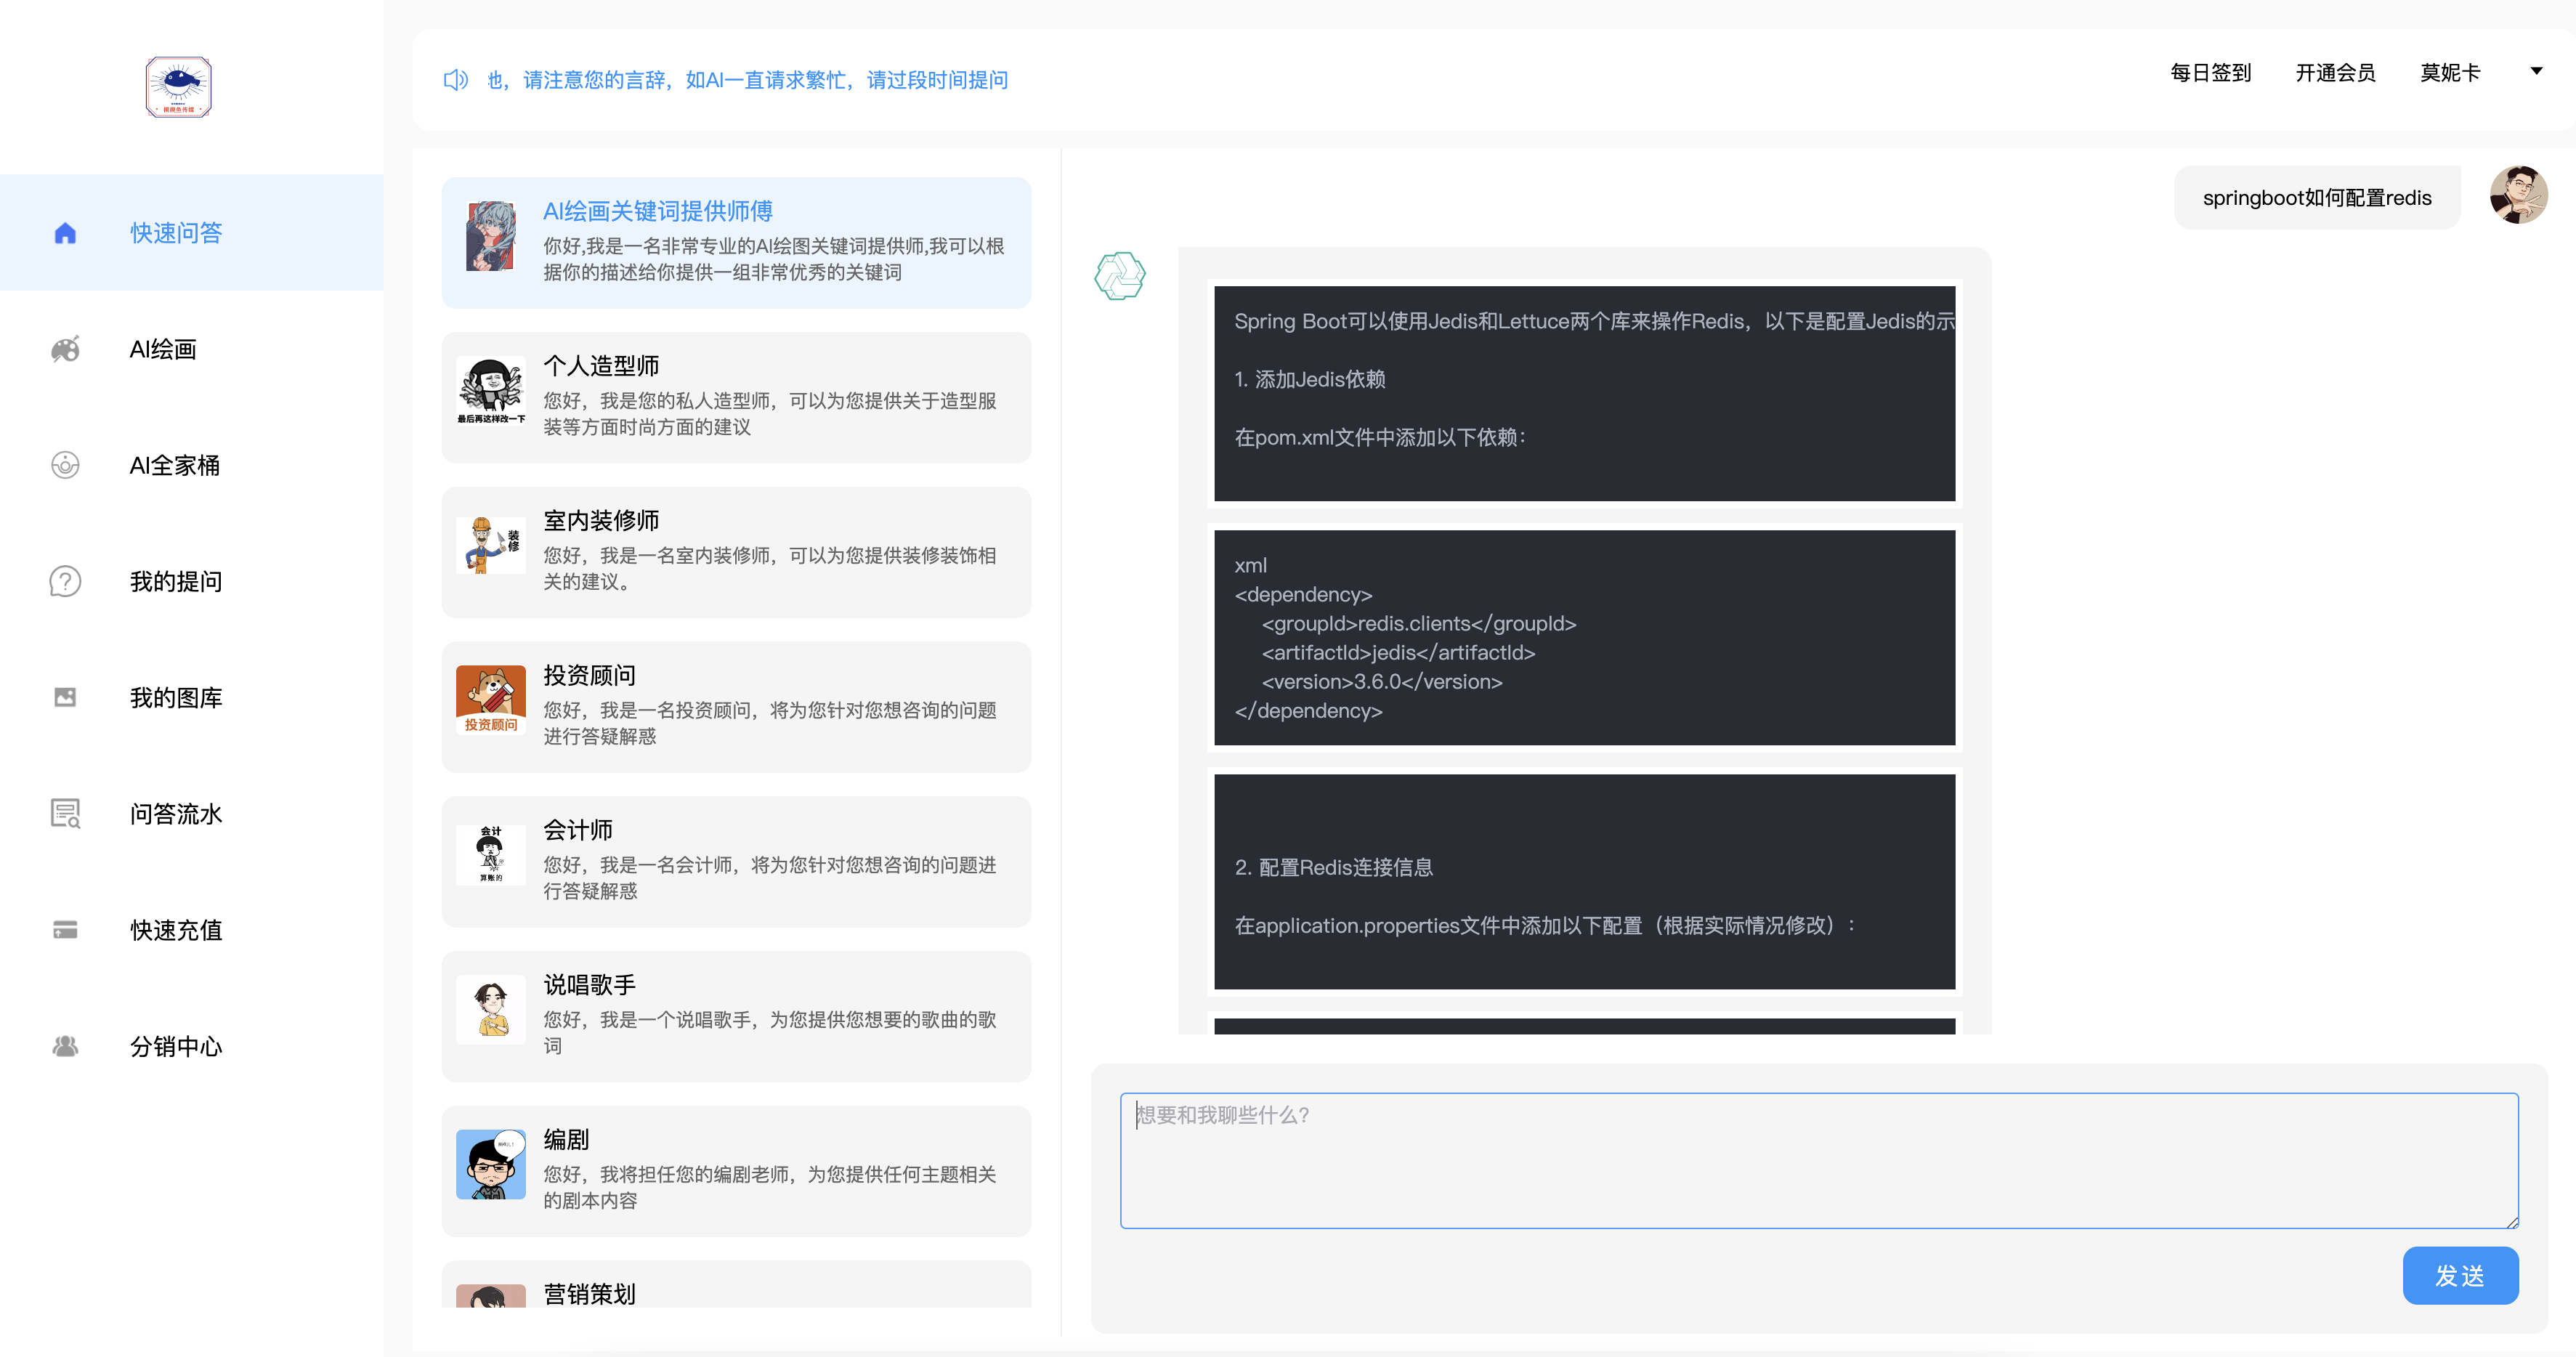 也，请注意您的言辞，如AI一直请求繁忙，请过段时间提问
每日签到
开通会员
莫妮卡
快速问答
AI绘画
AI全家桶
我的提问
我的图库
问答流水
快速充值
分销中心
AI绘画关键词提供师傅
你好,我是一名非常专业的AI绘图关键词提供师,我可以根
据你的描述给你提供一组非常优秀的关键词
最后再这样改一下
个人造型师
您好，我是您的私人造型师，可以为您提供关于造型服
装等方面时尚方面的建议
装修
室内装修师
您好，我是一名室内装修师，可以为您提供装修装饰相
关的建议。
投资顾问
投资顾问
您好，我是一名投资顾问，将为您针对您想咨询的问题
进行答疑解惑
会计
算账的
会计师
您好，我是一名会计师，将为您针对您想咨询的问题进
行答疑解惑
说唱歌手
您好，我是一个说唱歌手，为您提供您想要的歌曲的歌
词
编剧
您好，我将担任您的编剧老师，为您提供任何主题相关
的剧本内容
营销策划
springboot如何配置redis
Spring Boot可以使用Jedis和Lettuce两个库来操作Redis，以下是配置Jedis的示
1. 添加Jedis依赖
在pom.xml文件中添加以下依赖：
xml
<dependency>
<groupId>redis.clients</groupId>
<artifactId>jedis</artifactId>
<version>3.6.0</version>
</dependency>
2. 配置Redis连接信息
在application.properties文件中添加以下配置（根据实际情况修改）：
想要和我聊些什么?
发送